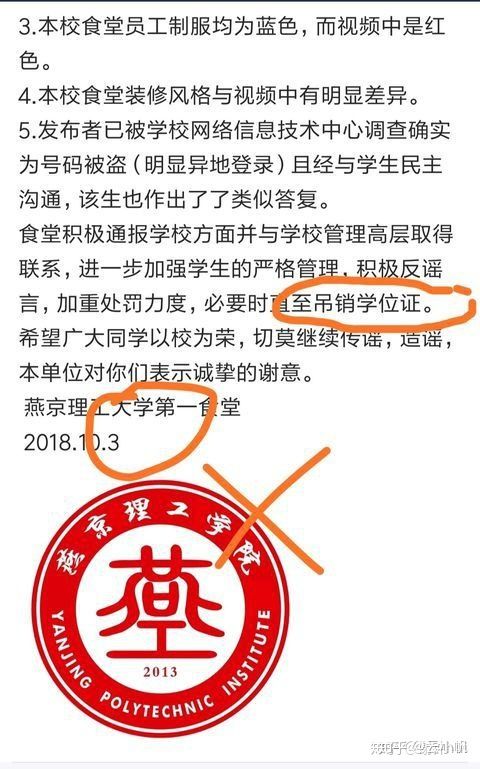 3.本校食堂员工制服均为蓝色，而视频中是红
色。
4.本校食堂装修风格与视频中有明显差异。
5.发布者已被学校网络信息技术中心调查确实
为号码被盗（明显异地登录）且经与学生民主
沟通，该生也作出了了类似答复。
食堂积极通报学校方面并与学校管理高层取得
联系，进一步加强学生的严格管理，积极反谣
言，加重处罚力度，必要时直至吊销学位证。
希望广大同学以校为荣，切莫继续传谣，造谣，
本单位对你们表示诚挚的谢意。
燕京理工大学第一食堂
2018.10.3
燕京理工学院
燕工
2013
YANJING POLYTECHNIC INSTITUTE
知乎